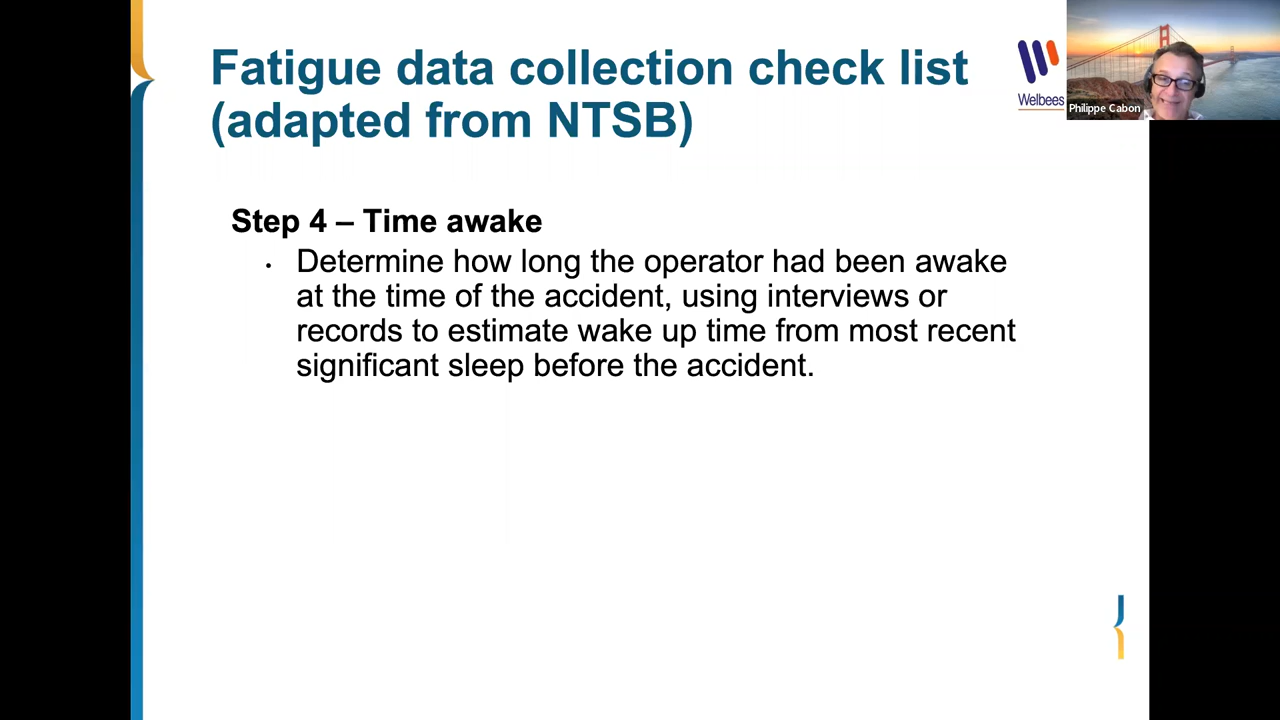 Fatigue data collection check list
(adapted from NTSB)
Welbees
Philippe Cabon
Step 4 – Time awake
• Determine how long the operator had been awake
at the time of the accident, using interviews or
records to estimate wake up time from most recent
significant sleep before the accident.